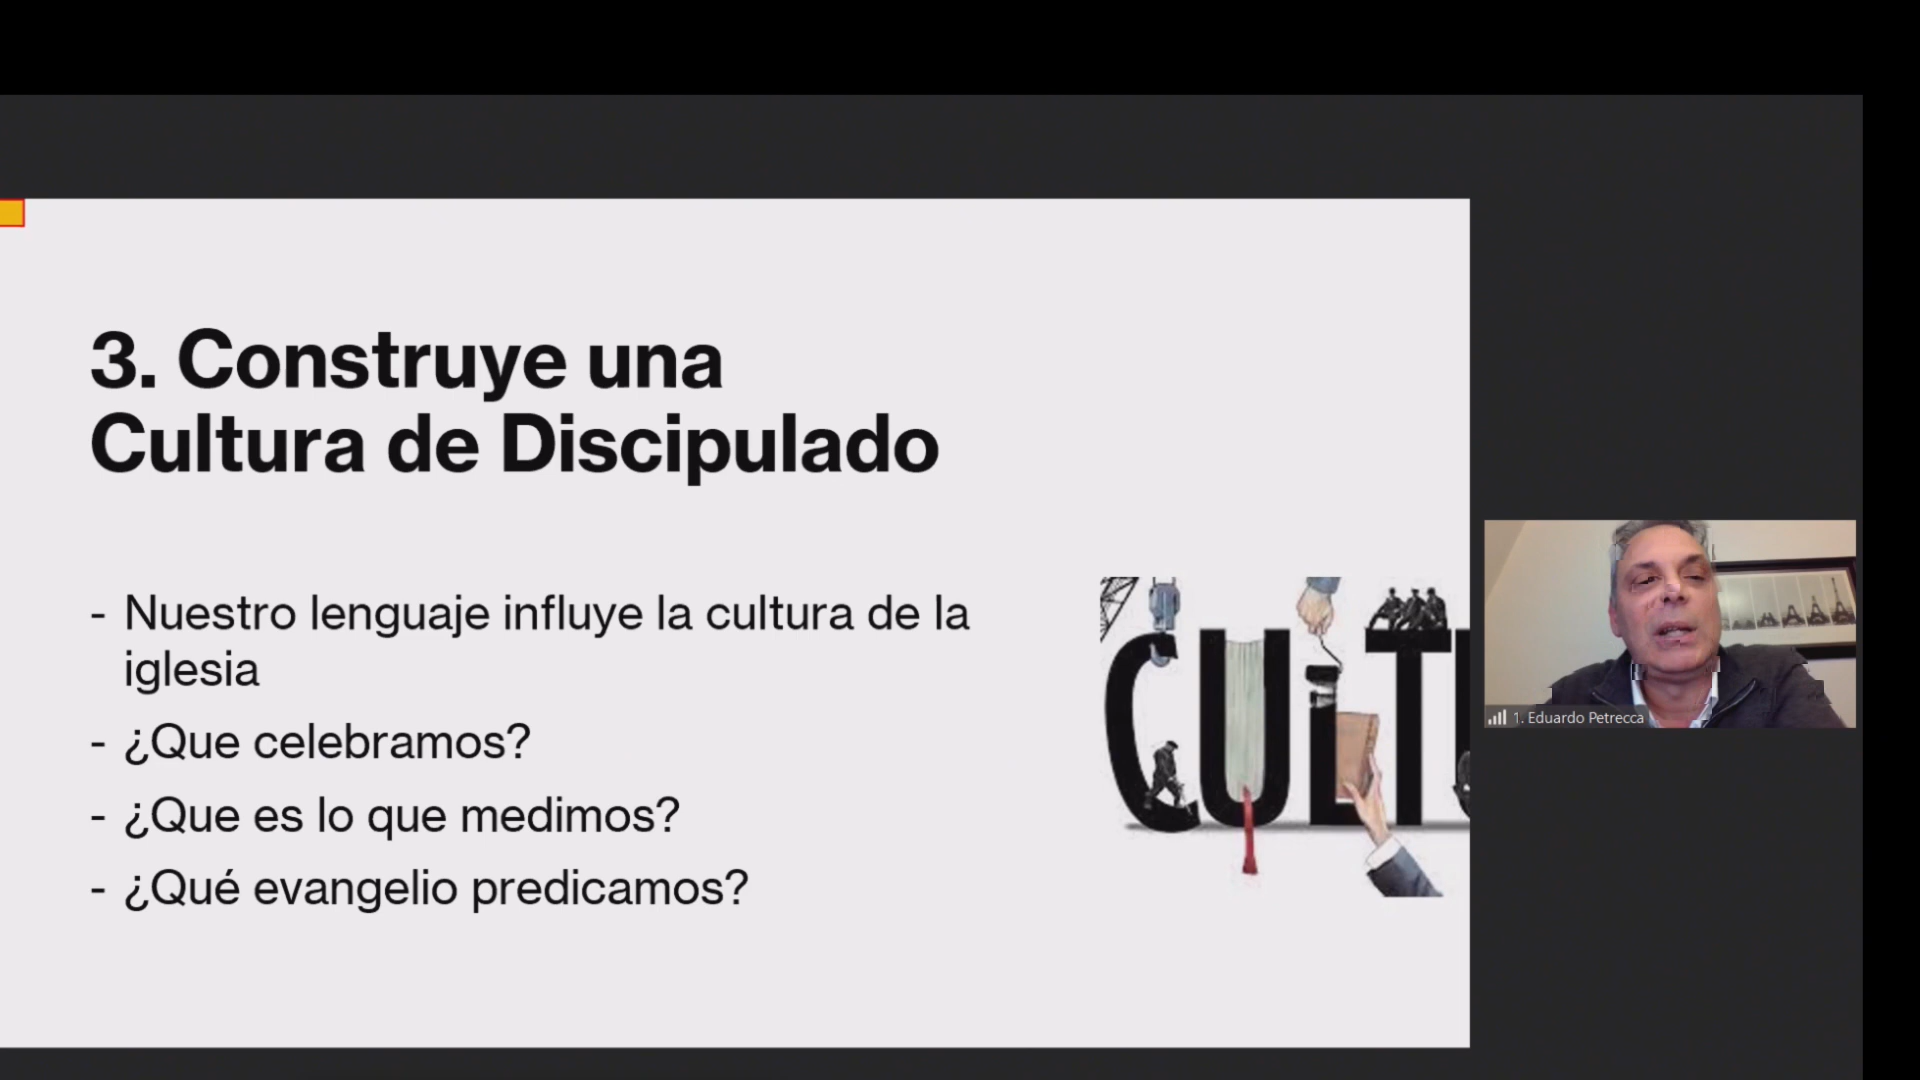 3. Construye una
Cultura de Discipulado
- Nuestro lenguaje influye la cultura de la
iglesia
- ¿Que celebramos?
- ¿Que es lo que medimos?
- ¿Qué evangelio predicamos?
CULT
1. Eduardo Petrecca